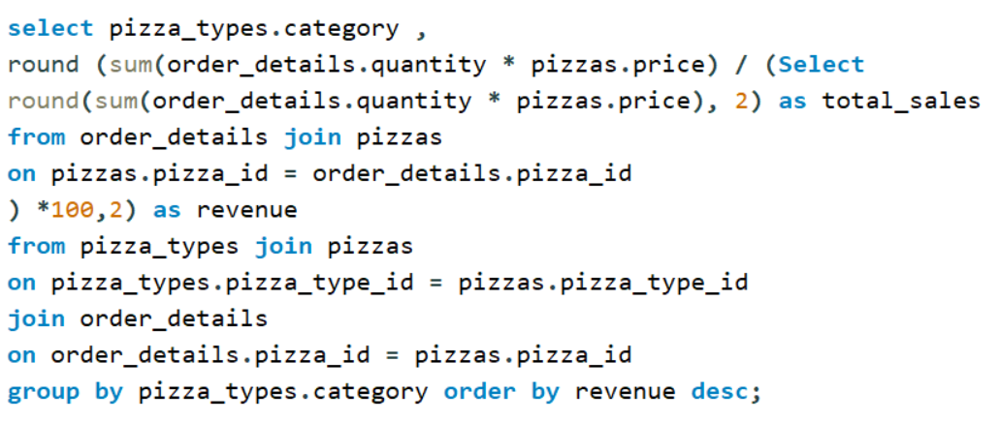 select pizza_types.category ,
round (sum(order_details.quantity * pizzas.price) / (Select
round(sum(order_details.quantity * pizzas.price), 2) as total_sales
from order_details join pizzas
on pizzas.pizza_id = order_details.pizza_id
) *100,2) as revenue
from pizza_types join pizzas
on pizza_types.pizza_type_id = pizzas.pizza_type_id
join order_details
on order_details.pizza_id = pizzas.pizza_id
group by pizza_types.category order by revenue desc;